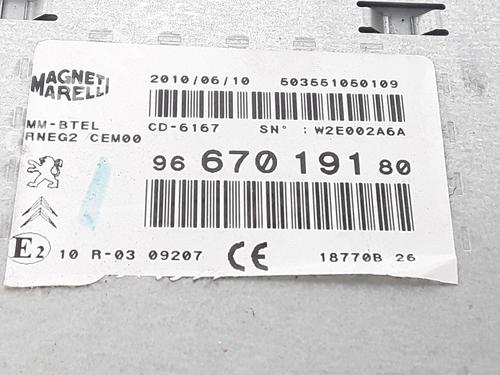 MAGNETI
MARELLI
2010/06/10 503551050109
MM-BTEL
RNEG2 CEM00
CD-6167 SN° : W2E002A6A
96 670 191 80
E2 10 R-03 09207 CE 18770B 26